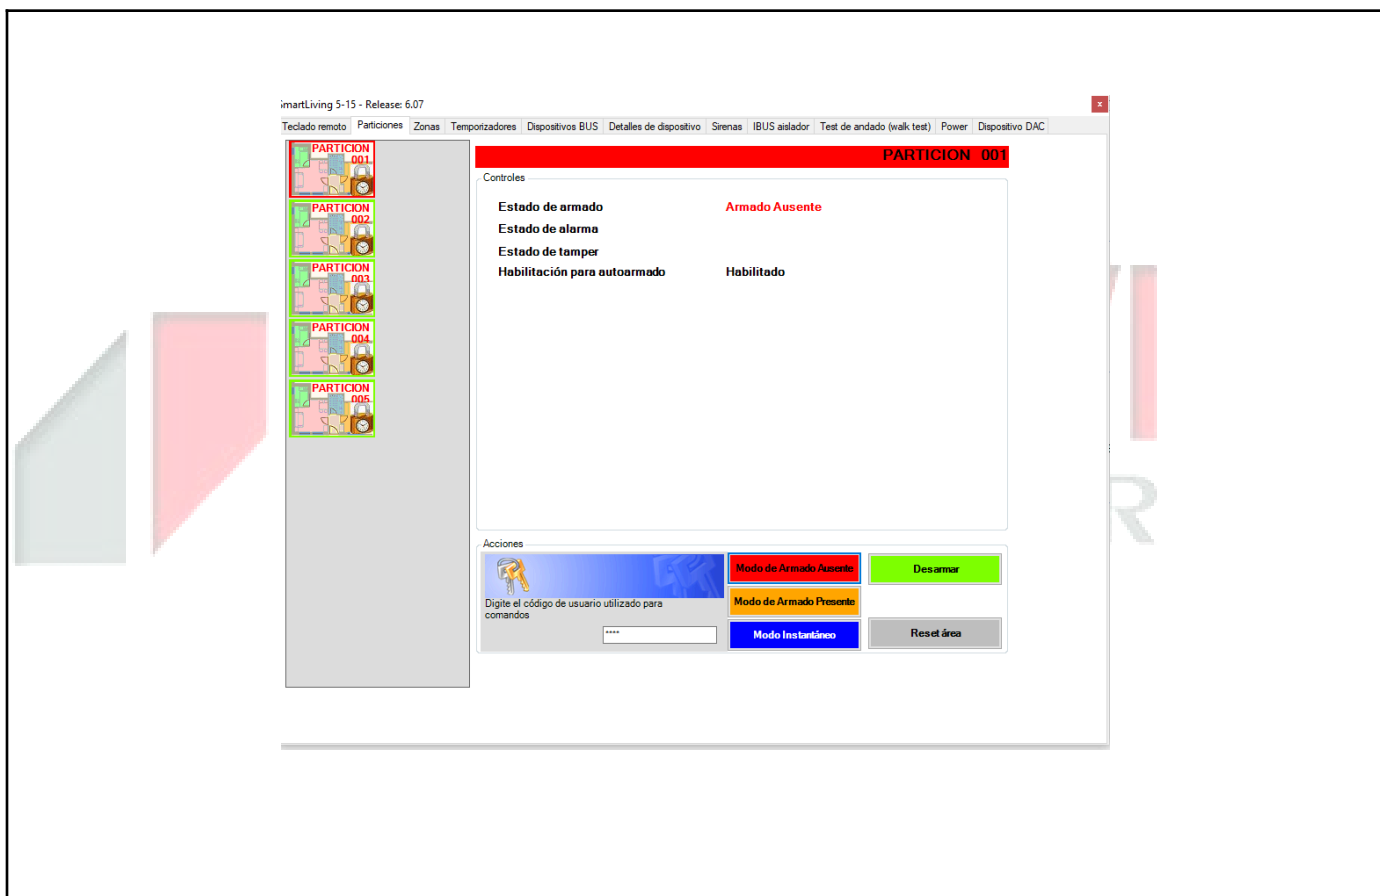 SmartLiving 5-15 - Release: 6.07
x
Teclado remoto Particiones Zonas Temporizadores Dispositivos BUS Detalles de dispositivo Sirenas IBUS aislador Test de andado (walk test) Power Dispositivo DAC
PARTICION
001
PARTICION
002
PARTICION
003
PARTICION
004
PARTICION
005
PARTICION 001
Controles
Estado de armado Armado Ausente
Estado de alarma
Estado de tamper
Habilitación para autoarmado Habilitado
Acciones
Digite el código de usuario utilizado para
comandos
****
Modo de Armado Ausente
Modo de Armado Presente
Modo Instantáneo
Desarmar
Reset área
R